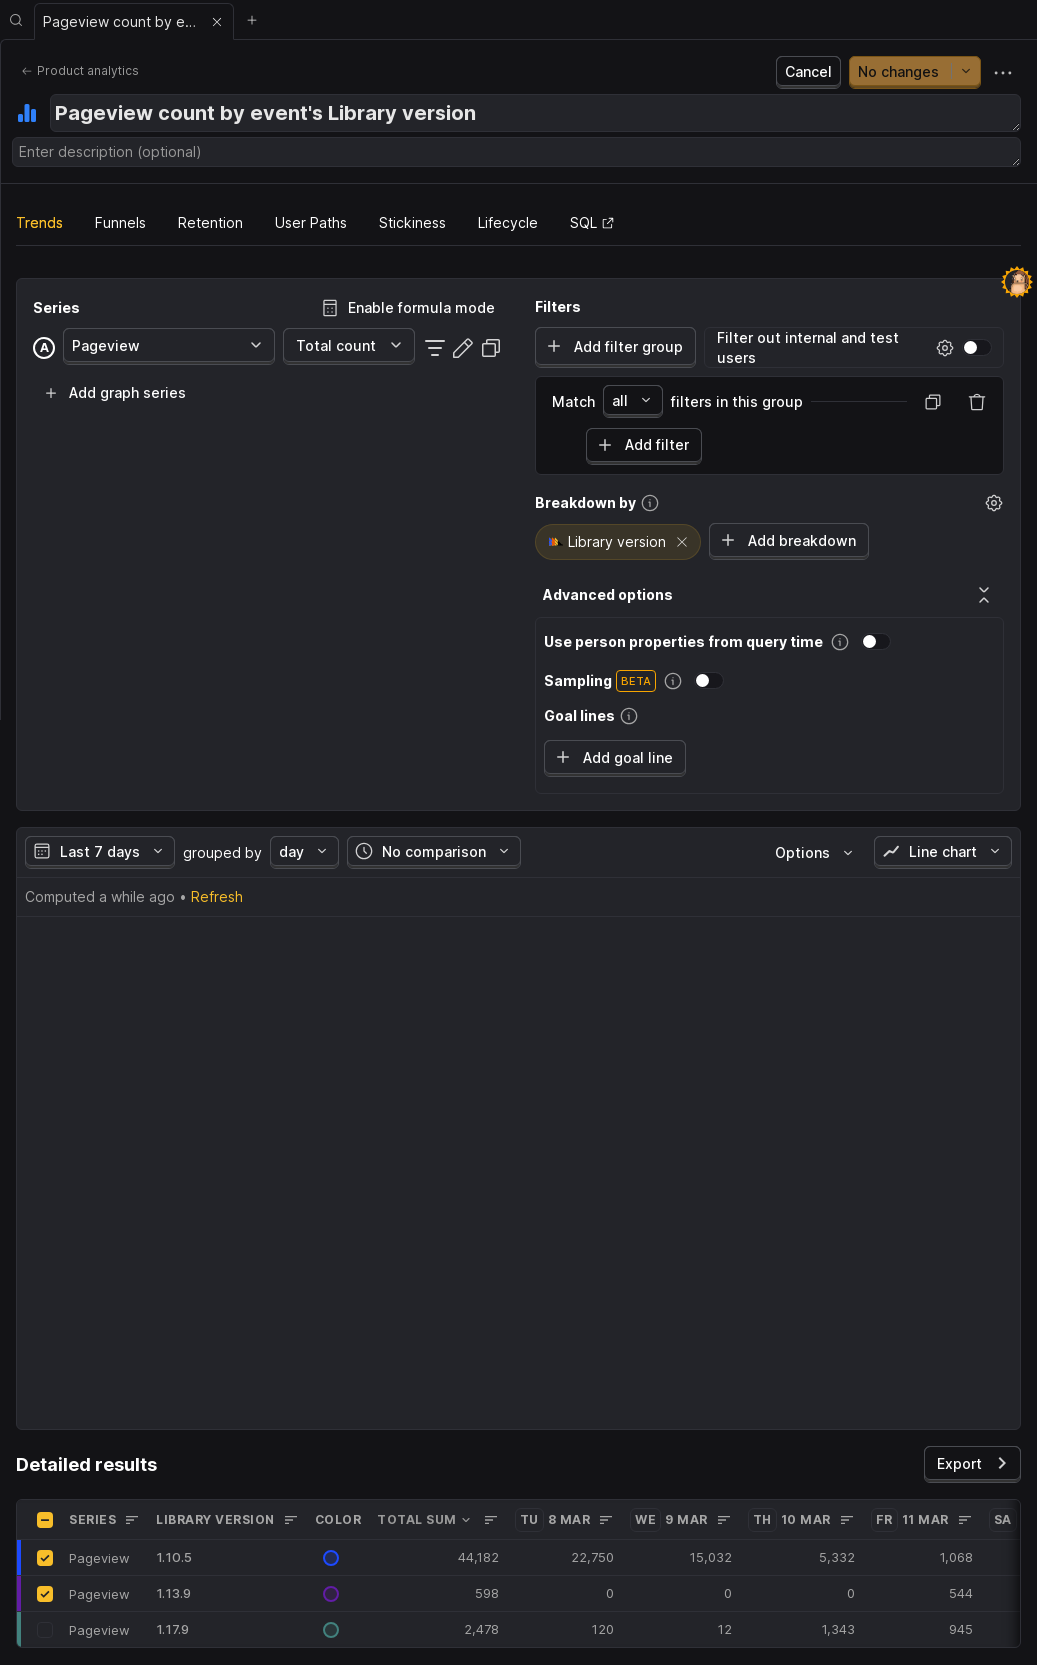 Pageview count by e...
Product analytics
Cancel
No changes
Pageview count by event's Library version
Enter description (optional)
Trends Funnels Retention User Paths Stickiness Lifecycle SQL
Series
Enable formula mode
A Pageview Total count
Add graph series
Filters
Add filter group
Filter out internal and test
users
Match all filters in this group
Add filter
Breakdown by
Library version
Add breakdown
Advanced options
Use person properties from query time
Sampling BETA
Goal lines
Add goal line
Last 7 days grouped by day No comparison Options Line chart
Computed a while ago • Refresh
Detailed results
Export
SERIES LIBRARY VERSION COLOR TOTAL SUM TU 8 MAR WE 9 MAR TH 10 MAR FR 11 MAR SA
Pageview 1.10.5 44,182 22,750 15,032 5,332 1,068
Pageview 1.13.9 598 0 0 0 544
Pageview 1.17.9 2,478 120 12 1,343 945